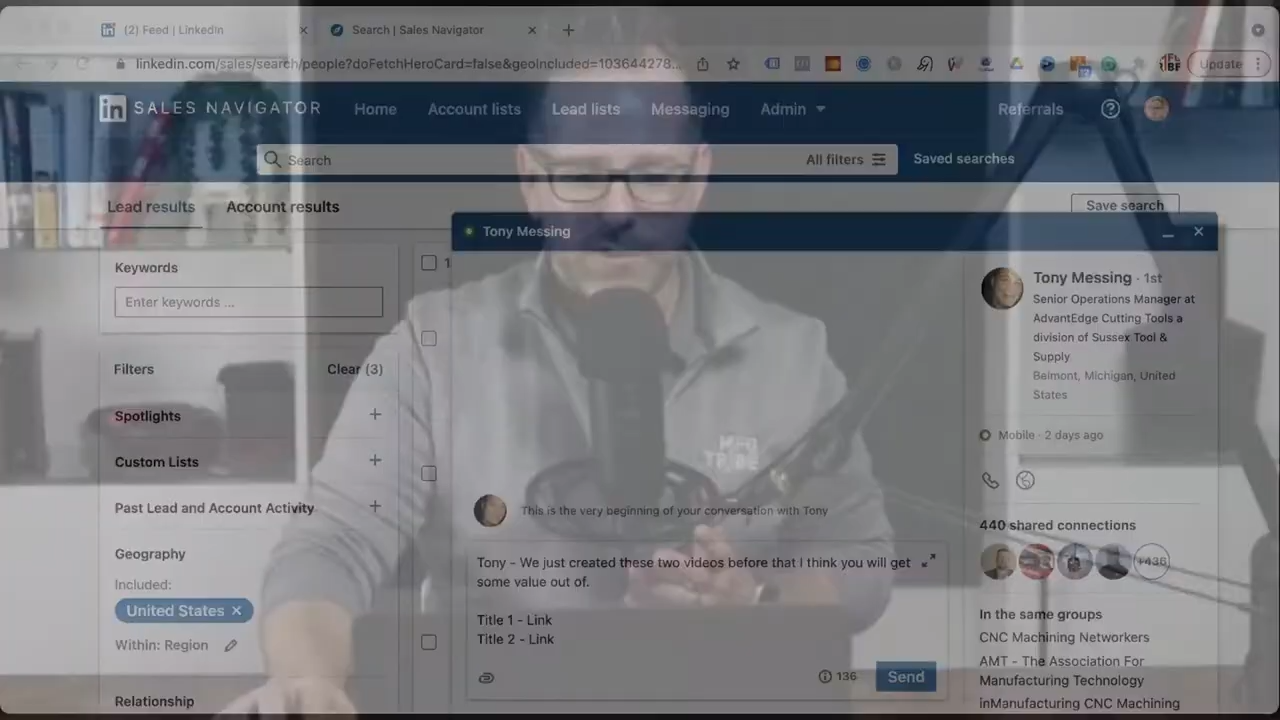 (2) Feed | LinkedIn
Search | Sales Navigator
linkedin.com/sales/search/people?doFetchHeroCard=false&geoIncluded=103644278...
Update
in SALES NAVIGATOR
Home
Account lists
Lead lists
Messaging
Admin
Referrals
Search
All filters
Saved searches
Lead results
Account results
Save search
Keywords
Enter keywords ...
Filters
Clear (3)
Spotlights
Custom Lists
Past Lead and Account Activity
Geography
Included:
United States
Within: Region
Relationship
Tony Messing
This is the very beginning of your conversation with Tony
Tony - We just created these two videos before that I think you will get
some value out of.
Title 1 - Link
Title 2 - Link
136
Send
Tony Messing · 1st
Senior Operations Manager at
AdvantEdge Cutting Tools a
division of Sussex Tool &
Supply
Belmont, Michigan, United
States
Mobile · 2 days ago
440 shared connections
+436
In the same groups
CNC Machining Networkers
AMT - The Association For
Manufacturing Technology
inManufacturing CNC Machining